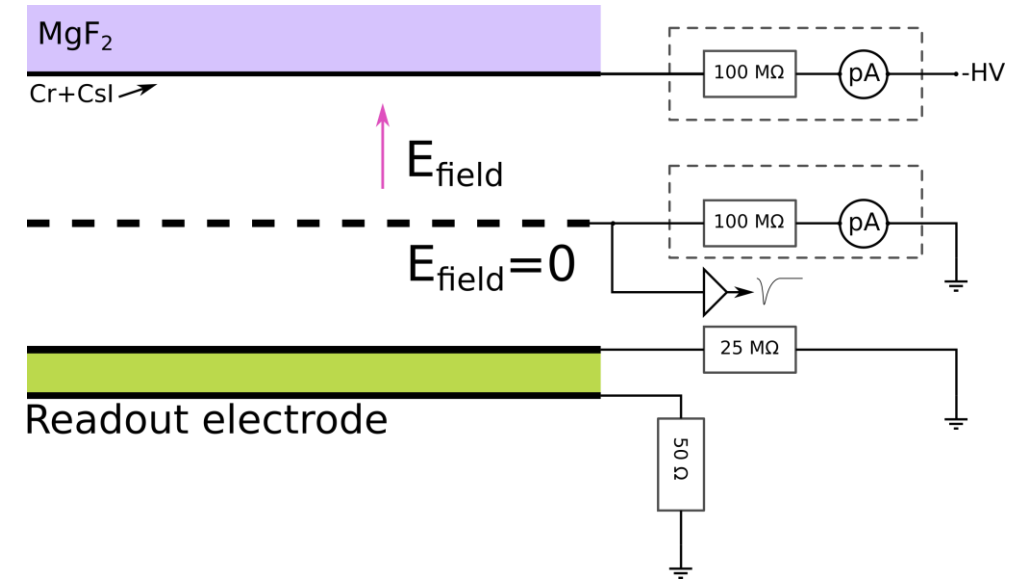 MgF₂
100 MΩ
pA
-HV
Cr+CsI
E_field
100 MΩ
pA
E_field=0
25 MΩ
Readout electrode
50 Ω